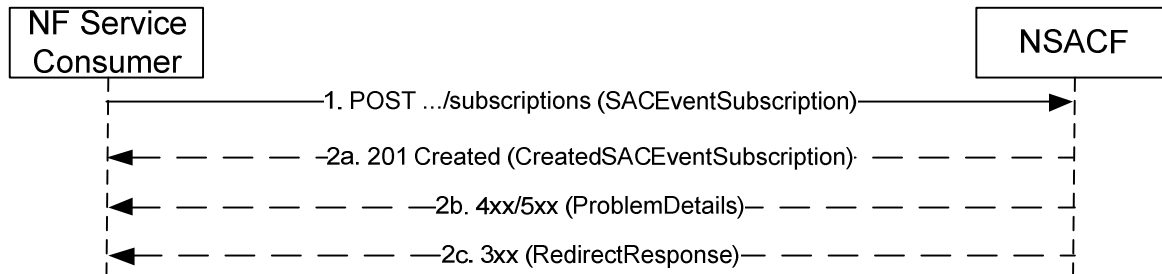 NF Service
Consumer
NSACF
1. POST .../subscriptions (SACEventSubscription)
2a. 201 Created (CreatedSACEventSubscription)
2b. 4xx/5xx (ProblemDetails)
2c. 3xx (RedirectResponse)